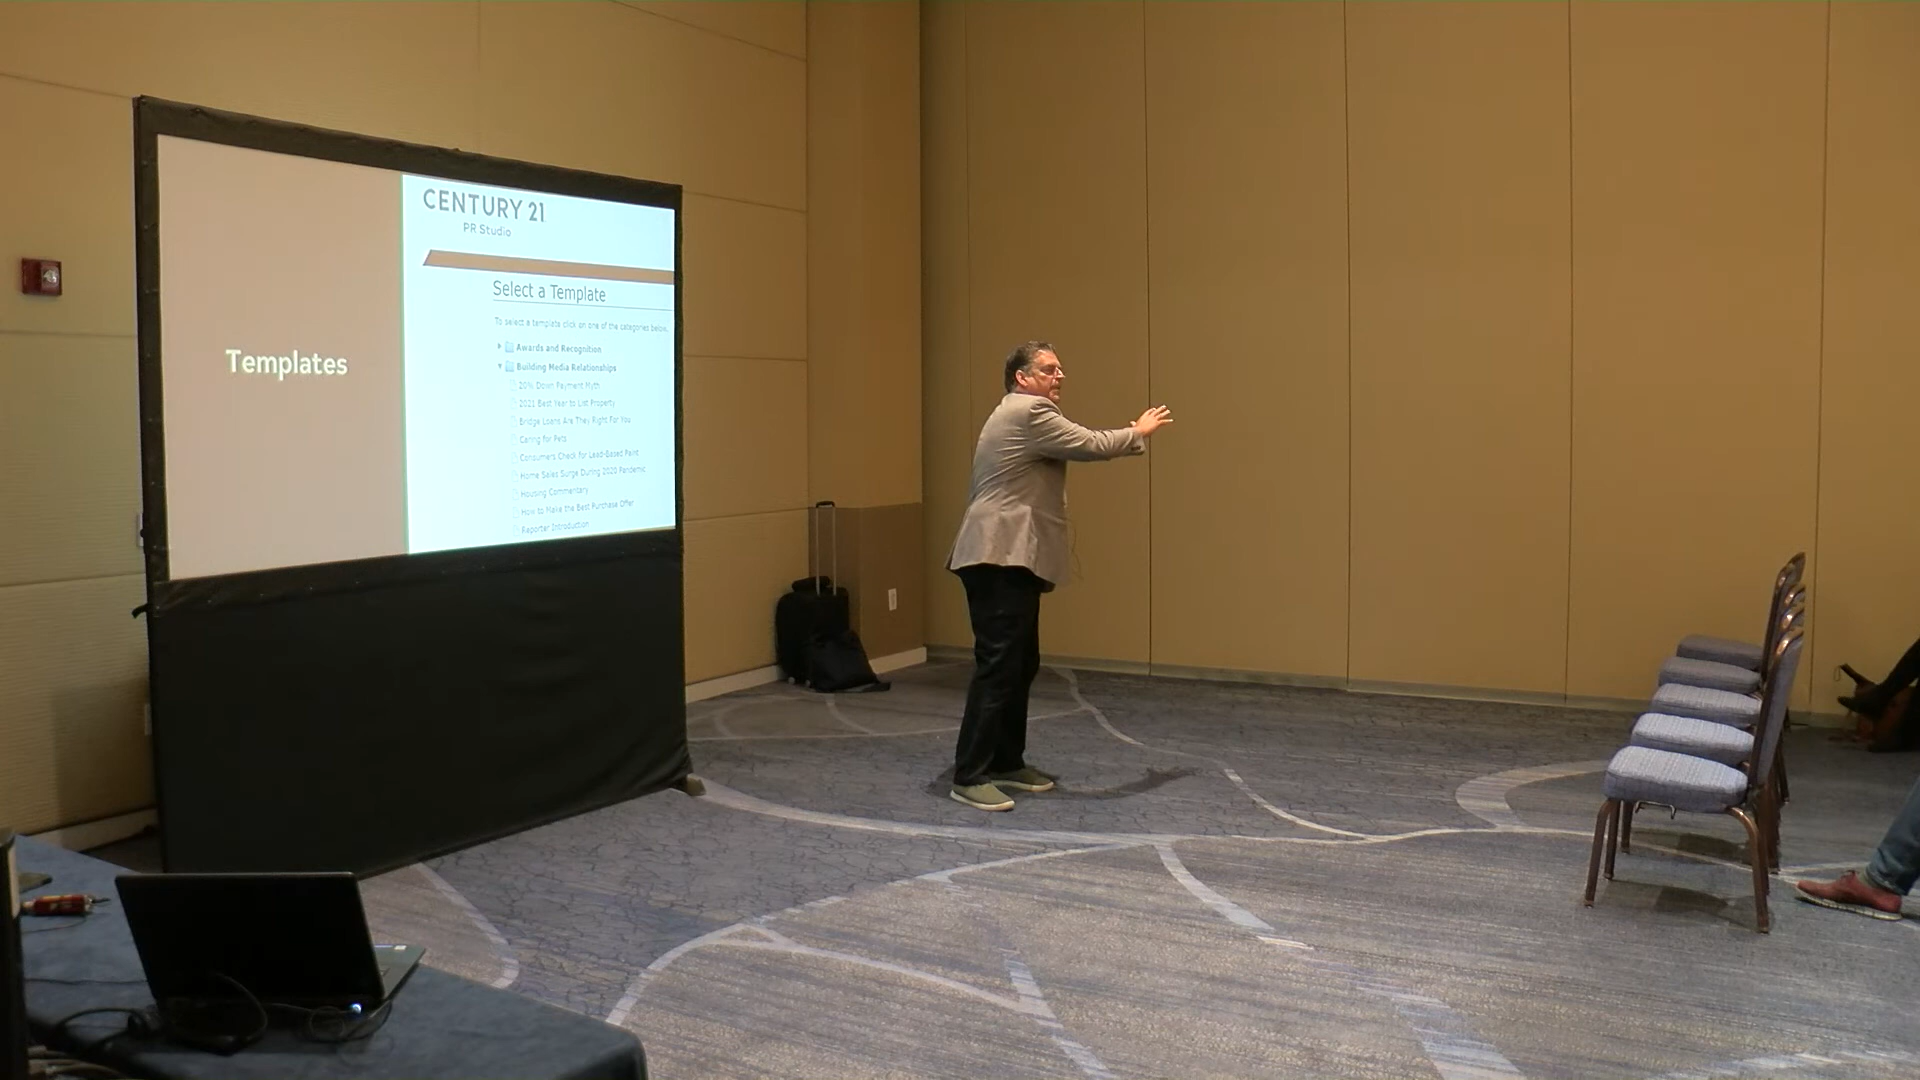 Templates
CENTURY 21
PR Studio
Select a Template
To select a template click on one of the categories below.
Awards and Recognition
Building Media Relationships
20% Down Payment Myth
2021 Best Year to List Property
Bridge Loans Are They Right For You
Caring for Pets
Consumers Check for Lead-Based Paint
Home Sales Surge During 2020 Pandemic
Housing Commentary
How to Make the Best Purchase Offer
Reporter Introduction